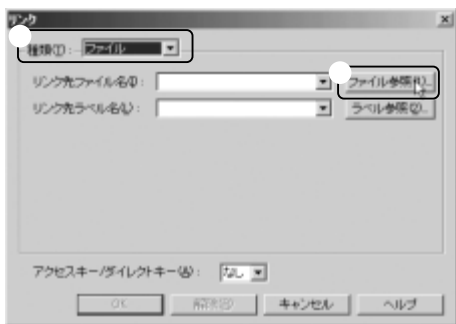 リンク
種類(T): ファイル
リンク先ファイル名(I): ファイル参照(1)...
リンク先ラベル名(L): ラベル参照(2)...
アクセスキー/ダイレクトキー(A): なし
OK 解除(R) キャンセル ヘルプ